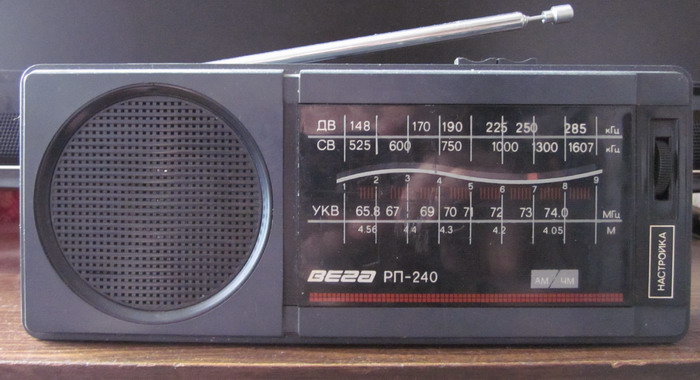 ДВ 148 170 190 225 250 285 кГц
СВ 525 600 750 1000 1300 1607 кГц
1 2 3 4 5 6 7 8 9
УКВ 65.8 67 69 70 71 72 73 74.0 МГц
4.56 4.4 4.3 4.2 4.05 М
ВЕГА РП-240
АМ/ЧМ
НАСТРОЙКА